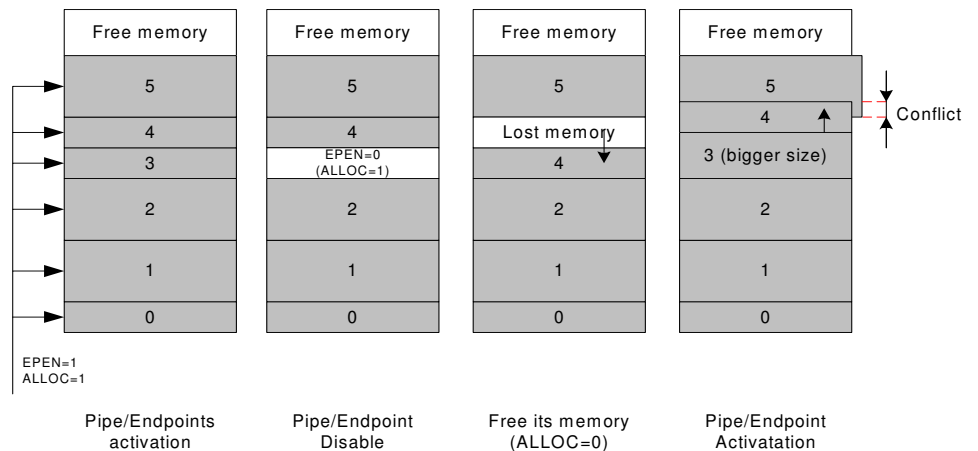 Free memory
5
4
3
2
1
0
EPEN=1
ALLOC=1
Pipe/Endpoints
activation
Free memory
5
4
EPEN=0
(ALLOC=1)
2
1
0
Pipe/Endpoint
Disable
Free memory
5
Lost memory
4
2
1
0
Free its memory
(ALLOC=0)
Free memory
5
4
Conflict
3 (bigger size)
2
1
0
Pipe/Endpoint
Activatation